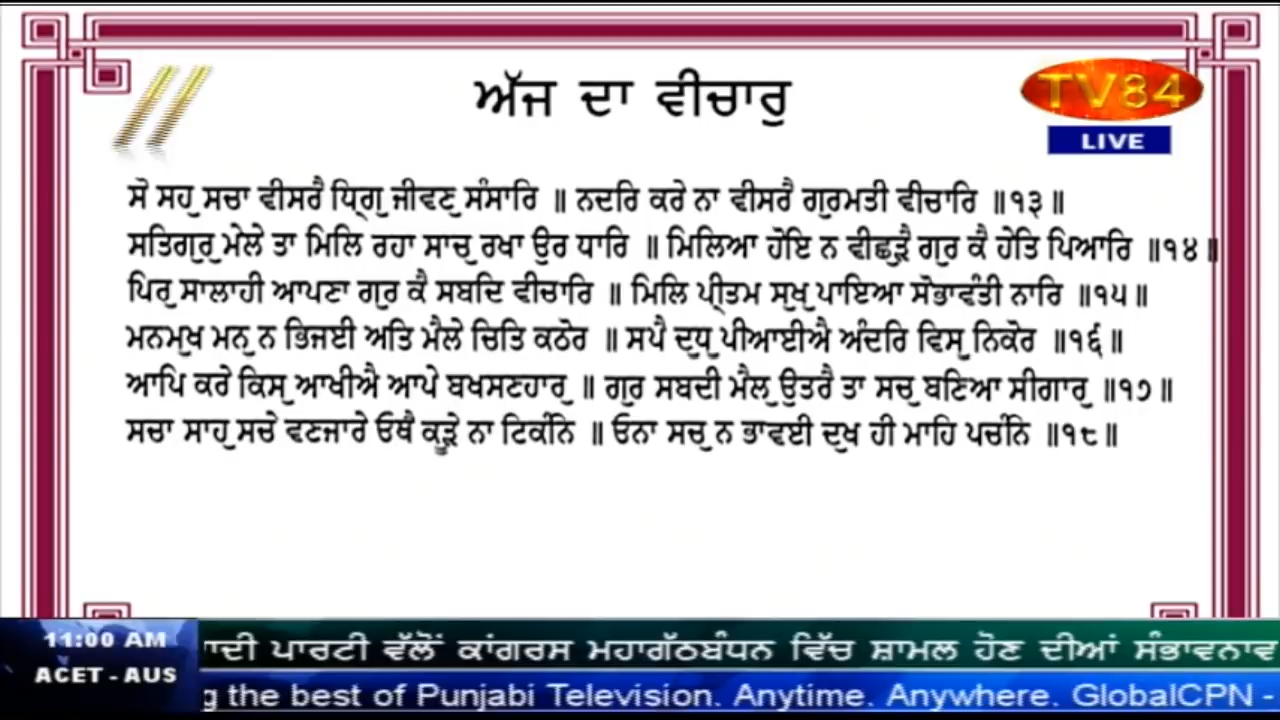 ਅੱਜ ਦਾ ਵੀਚਾਰੁ
TV84
LIVE
ਸੋ ਸਹੁ ਸਚਾ ਵੀਸਰੈ ਧ੍ਰਿਗੁ ਜੀਵਣੁ ਸੰਸਾਰਿ ॥ ਨਦਰਿ ਕਰੇ ਨਾ ਵੀਸਰੈ ਗੁਰਮਤੀ ਵੀਚਾਰਿ ॥੧੩॥
ਸਤਿਗੁਰੁ ਮੇਲੇ ਤਾ ਮਿਲਿ ਰਹਾ ਸਾਚੁ ਰਖਾ ਉਰ ਧਾਰਿ ॥ ਮਿਲਿਆ ਹੋਇ ਨ ਵੀਛੁੜੈ ਗੁਰ ਕੈ ਹੇਤਿ ਪਿਆਰਿ ॥੧੪॥
ਪਿਰੁ ਸਾਲਾਹੀ ਆਪਣਾ ਗੁਰ ਕੈ ਸਬਦਿ ਵੀਚਾਰਿ ॥ ਮਿਲਿ ਪ੍ਰੀਤਮ ਸੁਖੁ ਪਾਇਆ ਸੋਭਾਵੰਤੀ ਨਾਰਿ ॥੧੫॥
ਮਨਮੁਖ ਮਨੁ ਨ ਭਿਜਈ ਅਤਿ ਮੈਲੇ ਚਿਤਿ ਕਠੋਰ ॥ ਸਪੈ ਦੁਧੁ ਪੀਆਈਐ ਅੰਦਰਿ ਵਿਸੁ ਨਿਕੋਰ ॥੧੬॥
ਆਪਿ ਕਰੇ ਕਿਸੁ ਆਖੀਐ ਆਪੇ ਬਖਸਣਹਾਰੁ ॥ ਗੁਰ ਸਬਦੀ ਮੈਲੁ ਉਤਰੈ ਤਾ ਸਚੁ ਬਣਿਆ ਸੀਗਾਰੁ ॥੧੭॥
ਸਚਾ ਸਾਹੁ ਸਚੇ ਵਣਜਾਰੇ ਓਥੈ ਕੂੜੇ ਨਾ ਟਿਕੰਨਿ ॥ ਓਨਾ ਸਚੁ ਨ ਭਾਵਈ ਦੁਖ ਹੀ ਮਾਹਿ ਪਚੰਨਿ ॥੧੮॥
11:00 AM
ਾਦੀ ਪਾਰਟੀ ਵੱਲੋਂ ਕਾਂਗਰਸ ਮਹਾਗੱਠਬੰਧਨ ਵਿੱਚ ਸ਼ਾਮਲ ਹੋਣ ਦੀਆਂ ਸੰਭਾਵਨਾਵ
ACET - AUS
g the best of Punjabi Television. Anytime. Anywhere. GlobalCPN -